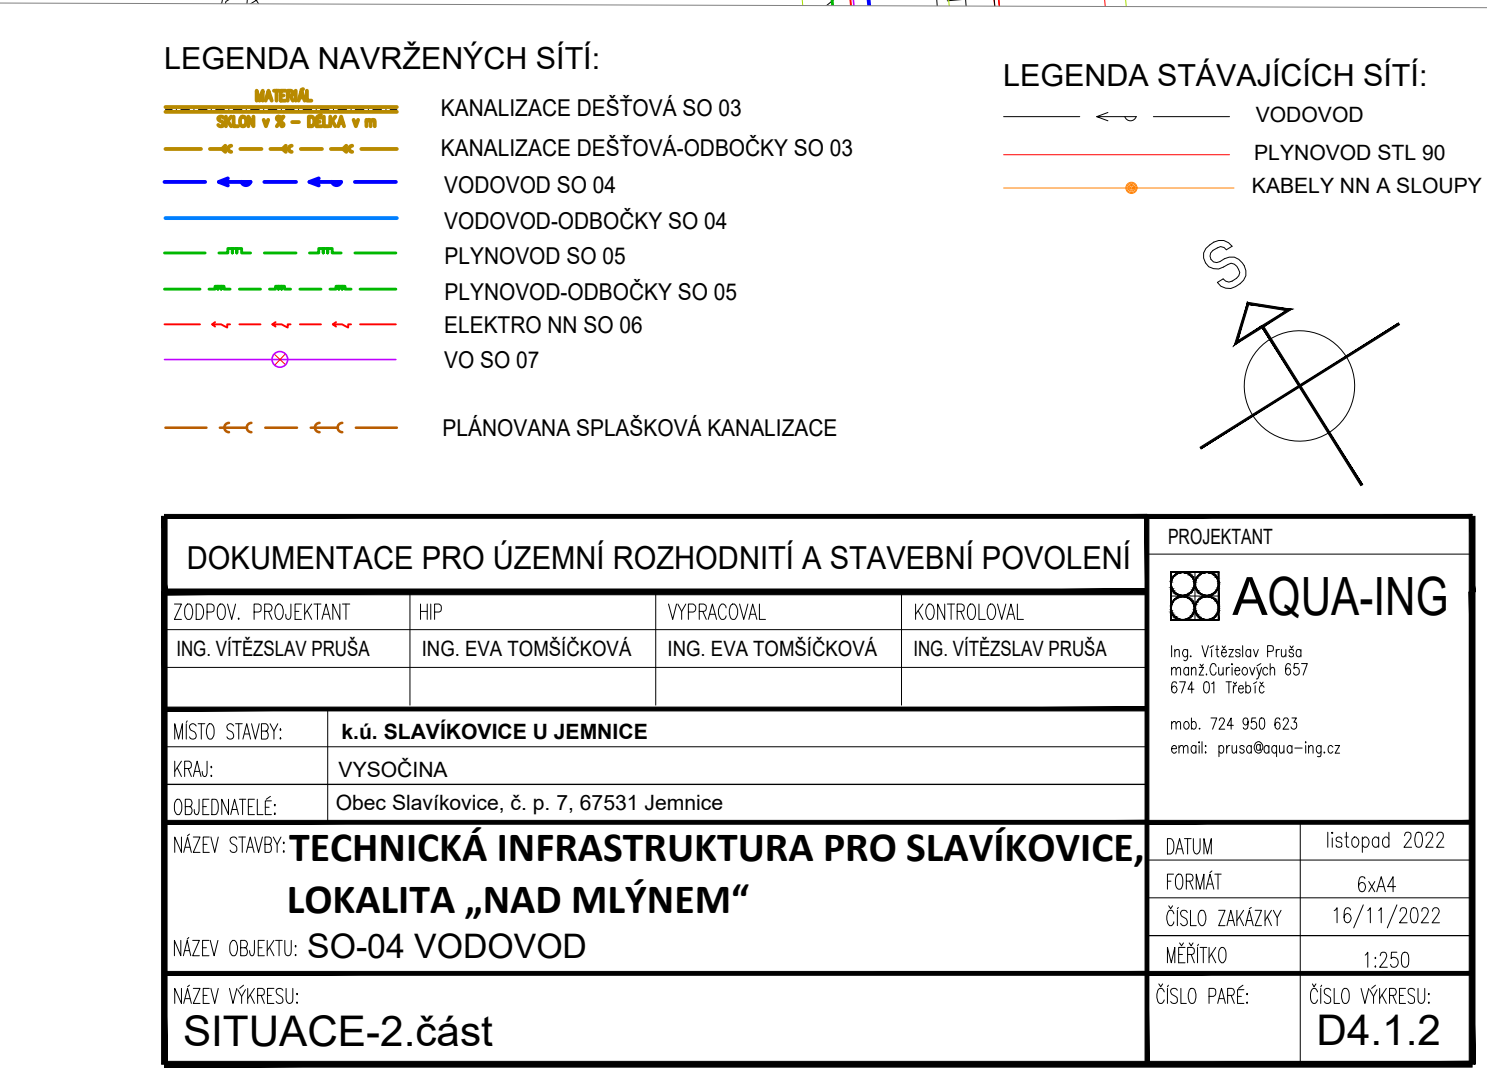 LEGENDA NAVRŽENÝCH SÍTÍ:
MATERIÁL
SKLON v % – DÉLKA v m
KANALIZACE DEŠŤOVÁ SO 03
KANALIZACE DEŠŤOVÁ-ODBOČKY SO 03
VODOVOD SO 04
VODOVOD-ODBOČKY SO 04
PLYNOVOD SO 05
PLYNOVOD-ODBOČKY SO 05
ELEKTRO NN SO 06
VO SO 07
PLÁNOVANA SPLAŠKOVÁ KANALIZACE
LEGENDA STÁVAJÍCÍCH SÍTÍ:
VODOVOD
PLYNOVOD STL 90
KABELY NN A SLOUPY
S
DOKUMENTACE PRO ÚZEMNÍ ROZHODNITÍ A STAVEBNÍ POVOLENÍ
ZODPOV. PROJEKTANT HIP VYPRACOVAL KONTROLOVAL
ING. VÍTĚZSLAV PRUŠA ING. EVA TOMŠÍČKOVÁ ING. EVA TOMŠÍČKOVÁ ING. VÍTĚZSLAV PRUŠA
MÍSTO STAVBY: k.ú. SLAVÍKOVICE U JEMNICE
KRAJ: VYSOČINA
OBJEDNATELÉ: Obec Slavíkovice, č. p. 7, 67531 Jemnice
NÁZEV STAVBY: TECHNICKÁ INFRASTRUKTURA PRO SLAVÍKOVICE,
LOKALITA „NAD MLÝNEM“
NÁZEV OBJEKTU: SO-04 VODOVOD
NÁZEV VÝKRESU:
SITUACE-2.část
PROJEKTANT
AQUA-ING
Ing. Vítězslav Pruša
manž.Curieových 657
674 01 Třebíč
mob. 724 950 623
email: prusa@aqua-ing.cz
DATUM listopad 2022
FORMÁT 6xA4
ČÍSLO ZAKÁZKY 16/11/2022
MĚŘÍTKO 1:250
ČÍSLO PARÉ: ČÍSLO VÝKRESU:
D4.1.2